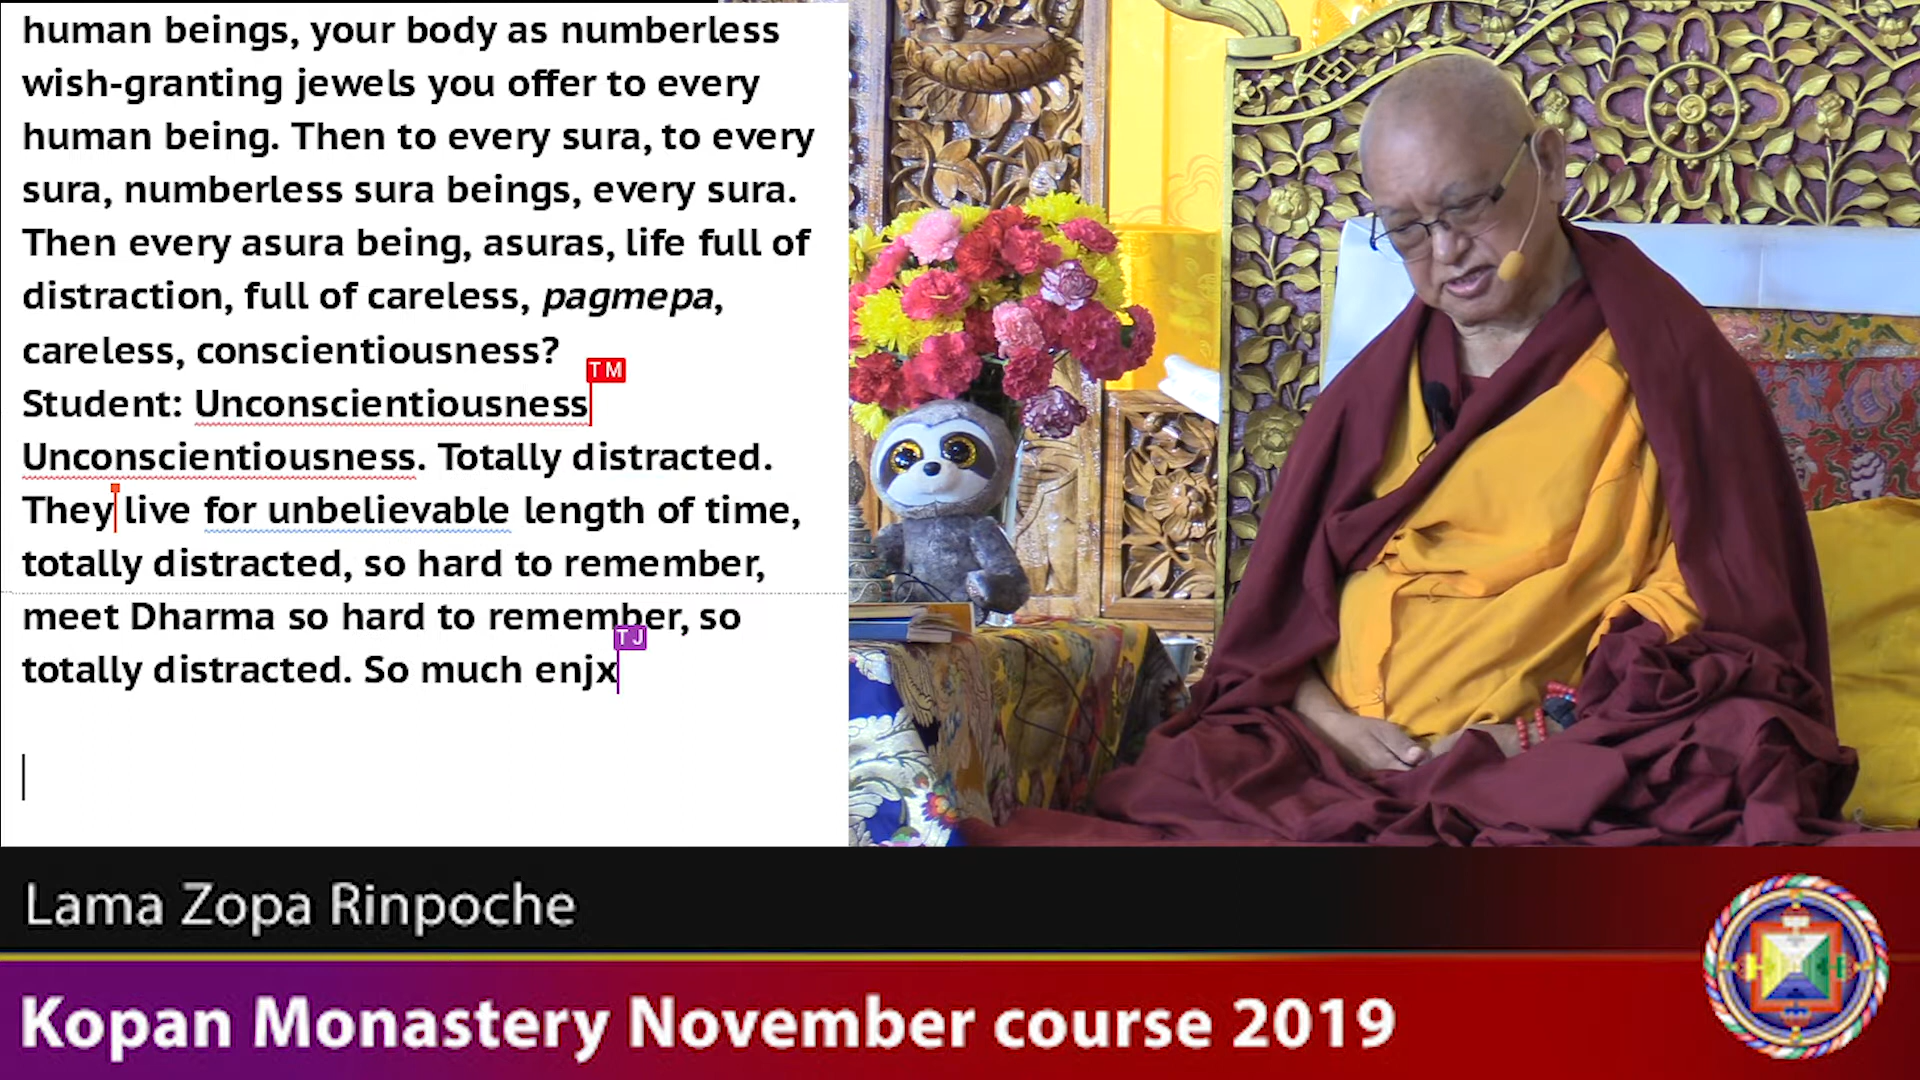 human beings, your body as numberless
wish-granting jewels you offer to every
human being. Then to every sura, to every
sura, numberless sura beings, every sura.
Then every asura being, asuras, life full of
distraction, full of careless, pagmepa,
careless, conscientiousness?
TM
Student: Unconscientiousness
Unconscientiousness. Totally distracted.
They live for unbelievable length of time,
totally distracted, so hard to remember,
meet Dharma so hard to remember, so
TJ
totally distracted. So much enjx
Lama Zopa Rinpoche
Kopan Monastery November course 2019